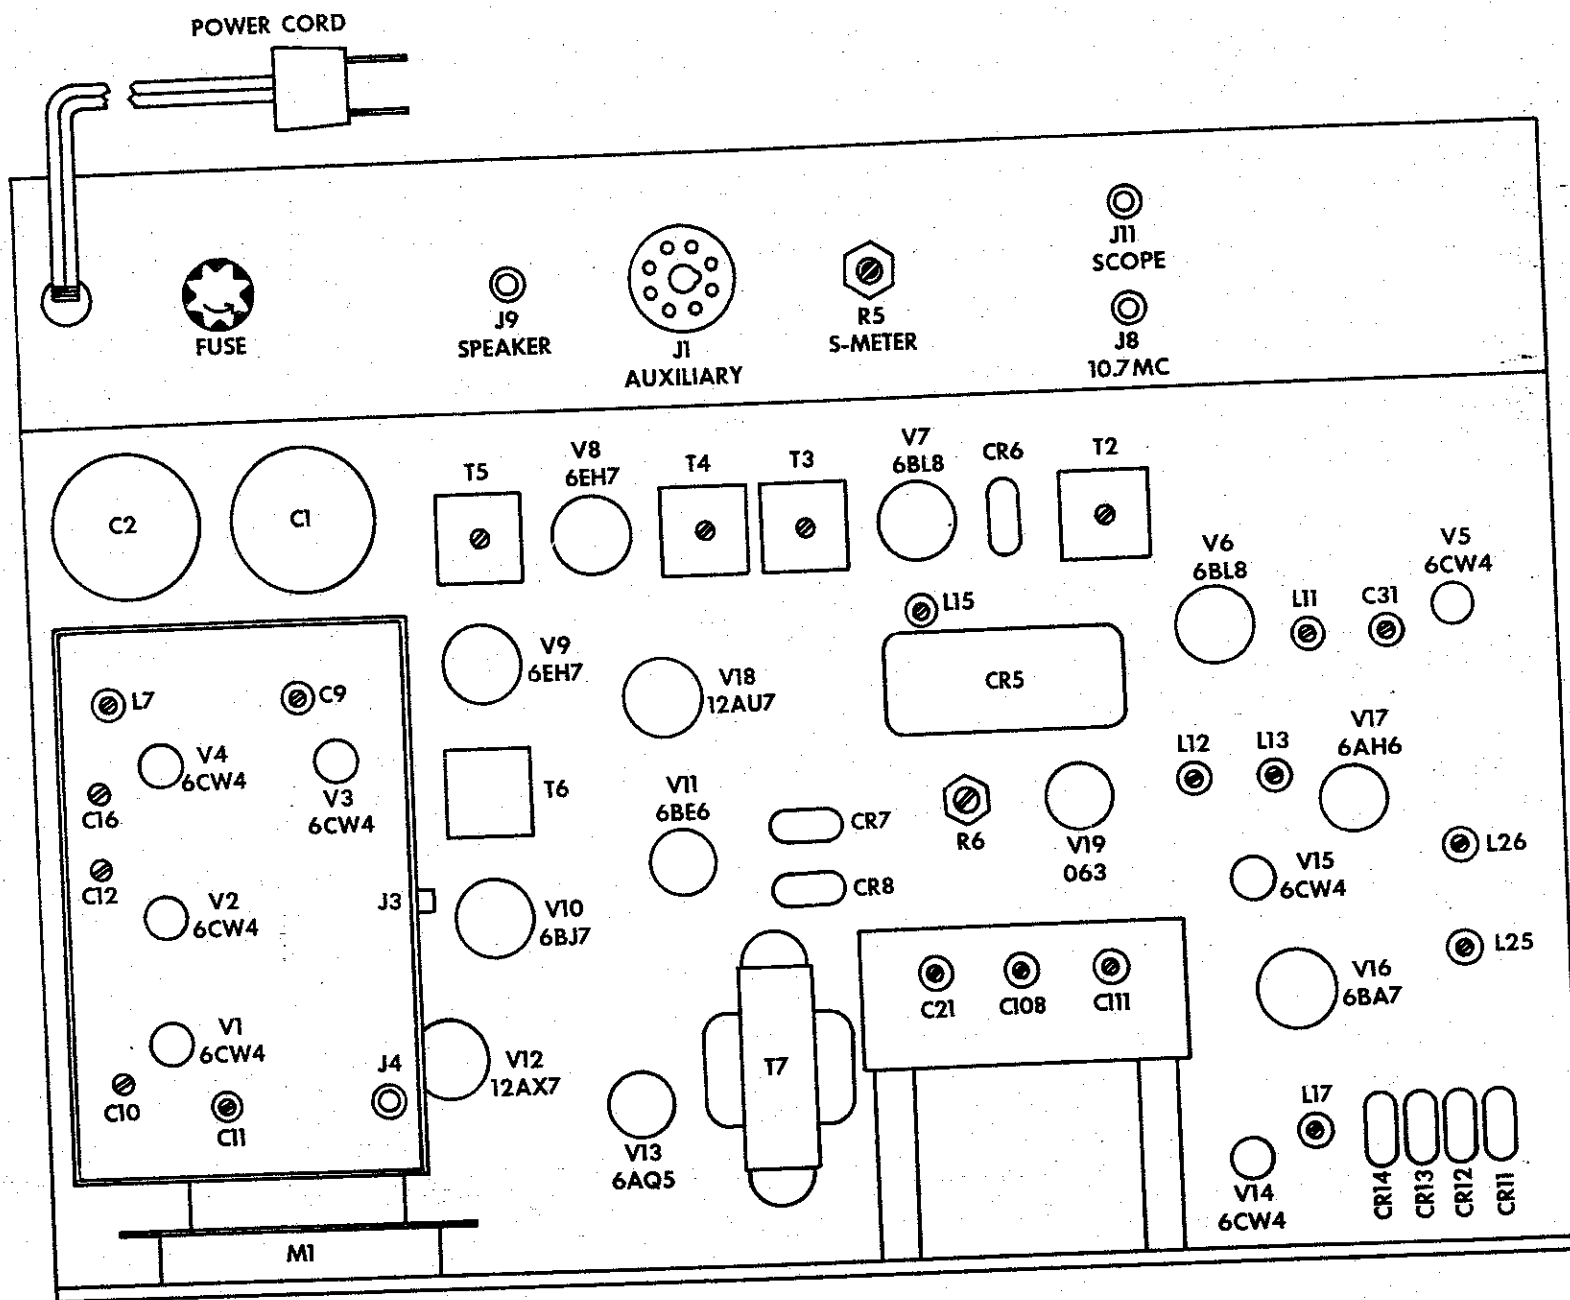 POWER CORD
FUSE
J9
SPEAKER
J1
AUXILIARY
R5
S-METER
J11
SCOPE
J8
10.7MC
C2
C1
T5
V8
6EH7
T4
T3
V7
6BL8
CR6
T2
V6
6BL8
L11
C31
V5
6CW4
L15
V9
6EH7
V18
12AU7
CR5
L7
C9
V4
6CW4
V3
6CW4
C16
C12
V2
6CW4
J3
V1
6CW4
J4
C10
C11
T6
V11
6BE6
CR7
CR8
R6
V19
063
L12
L13
V17
6AH6
L26
V15
6CW4
L25
V10
6BJ7
V16
6BA7
C21
C108
C111
V12
12AX7
T7
V13
6AQ5
L17
V14
6CW4
CR14
CR13
CR12
CR11
M1